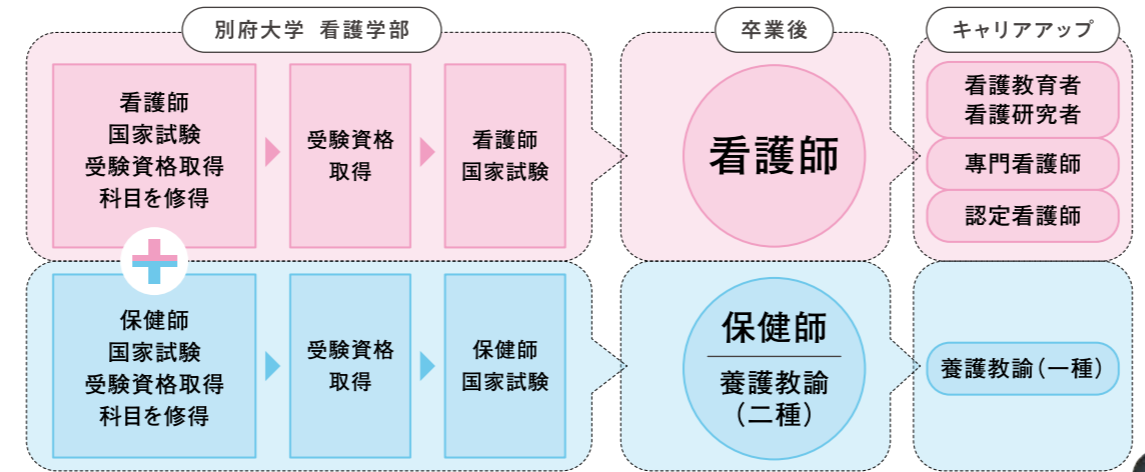 別府大学 看護学部
卒業後
キャリアアップ
看護師
国家試験
受験資格取得
科目を修得
受験資格
取得
看護師
国家試験
看護師
看護教育者
看護研究者
専門看護師
認定看護師
保健師
国家試験
受験資格取得
科目を修得
受験資格
取得
保健師
国家試験
保健師
養護教諭
(二種)
養護教諭(一種)